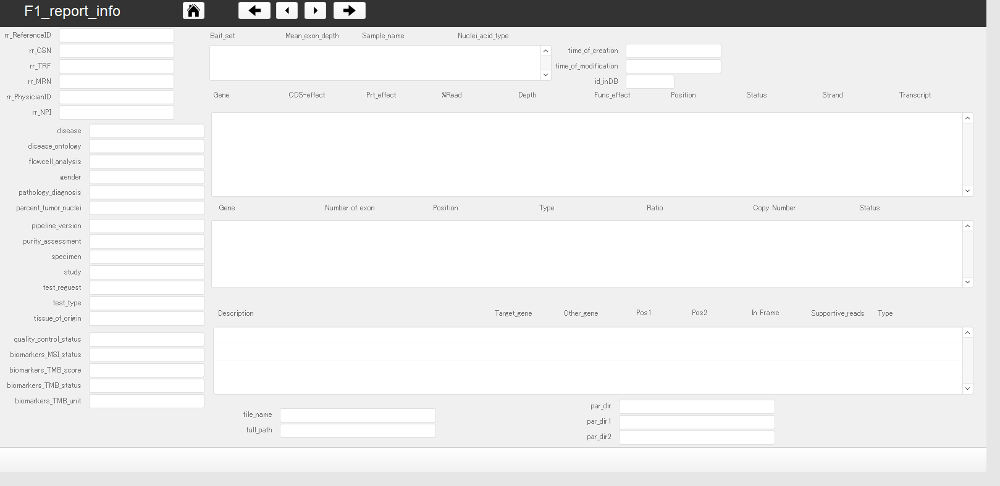 F1_report_info
rr_ReferenceID
rr_CSN
rr_TRF
rr_MRN
rr_PhysicianID
rr_NPI
disease
disease_ontology
flowcell_analysis
gender
pathology_diagnosis
parcent_tumor_nuclei
pipeline_version
purity_assessment
specimen
study
test_reguest
test_type
tissue_of_origin
quality_control_status
biomarkers_MSI_status
biomarkers_TMB_score
biomarkers_TMB_status
biomarkers_TMB_unit
Bait_set Mean_exon_depth Sample_name Nuclei_acid_type
time_of_creation
time_of_modification
id_inDB
Gene CDS-effect Prt_effect %Read Depth Func_effect Position Status Strand Transcript
Gene Number of exon Position Type Ratio Copy Number Status
Description Target_gene Other_gene Pos1 Pos2 In Frame Supportive_reads Type
file_name
full_path
par_dir
par_dir1
par_dir2